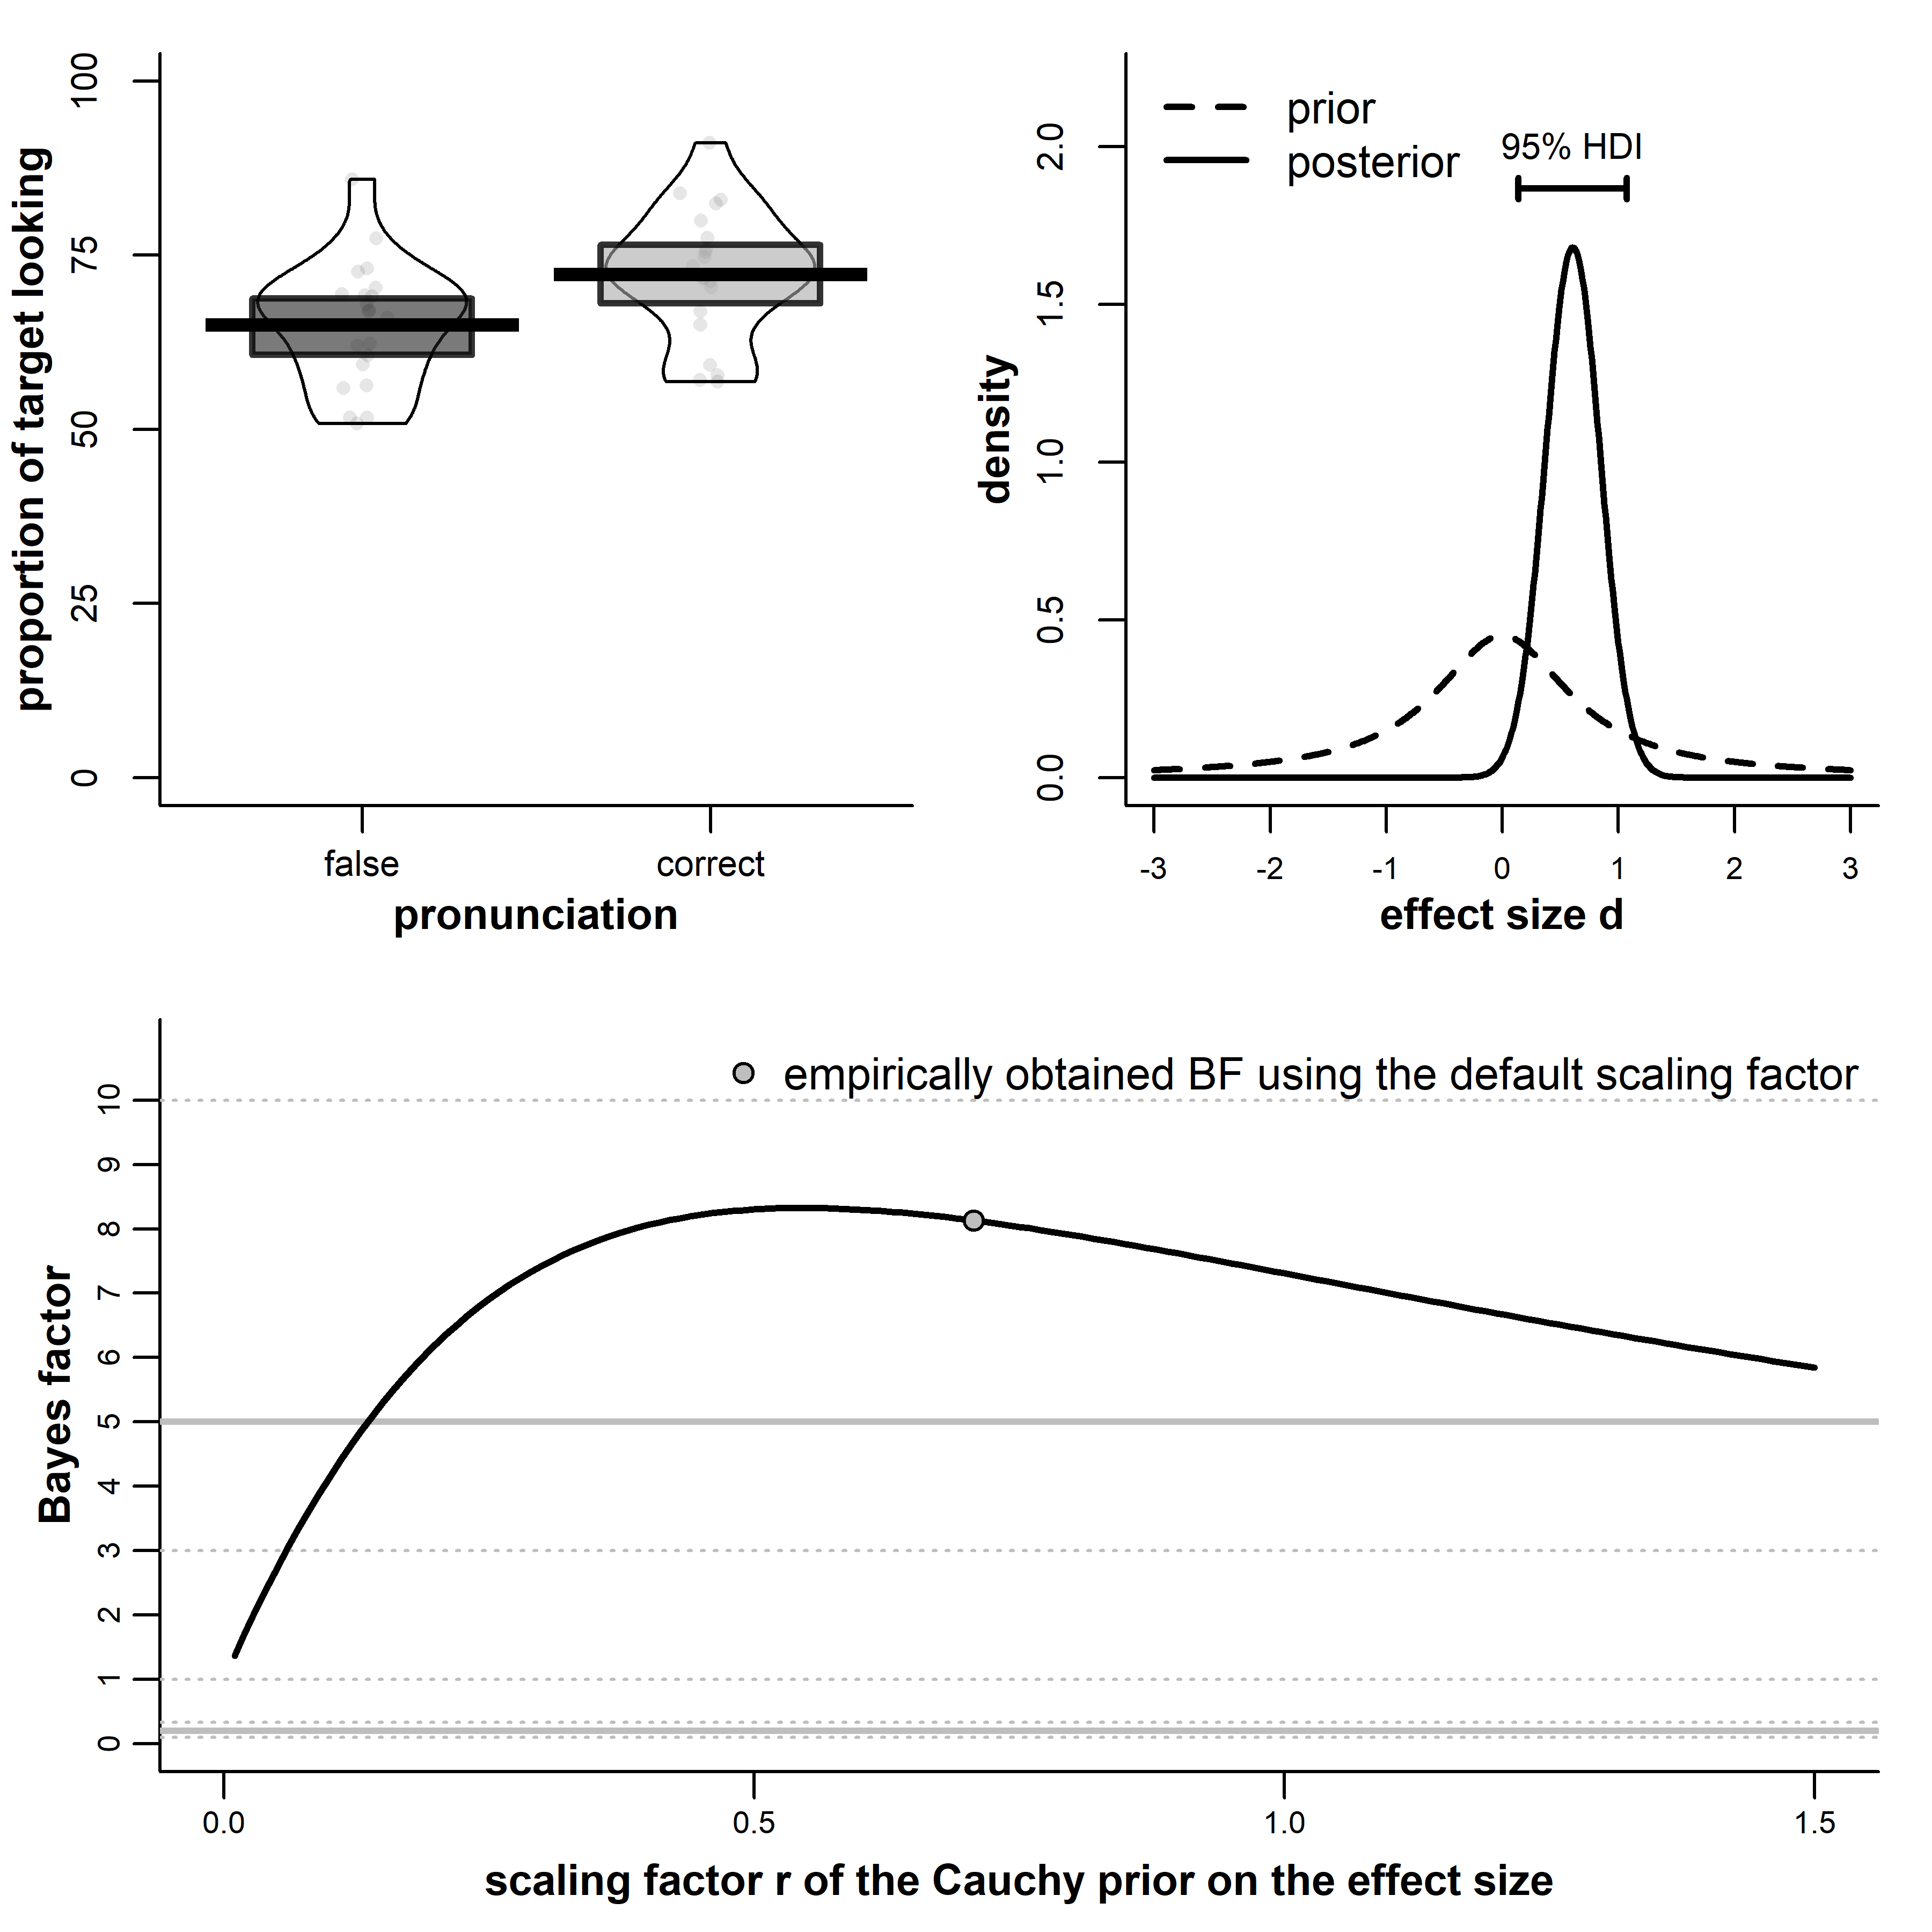 proportion of target looking
100
75
50
25
0
false
correct
pronunciation
prior
posterior
95% HDI
density
2.0
1.5
1.0
0.5
0.0
-3
-2
-1
0
1
2
3
effect size d
empirically obtained BF using the default scaling factor
Bayes factor
10
9
8
7
6
5
4
3
2
1
0
0.0
0.5
1.0
1.5
scaling factor r of the Cauchy prior on the effect size